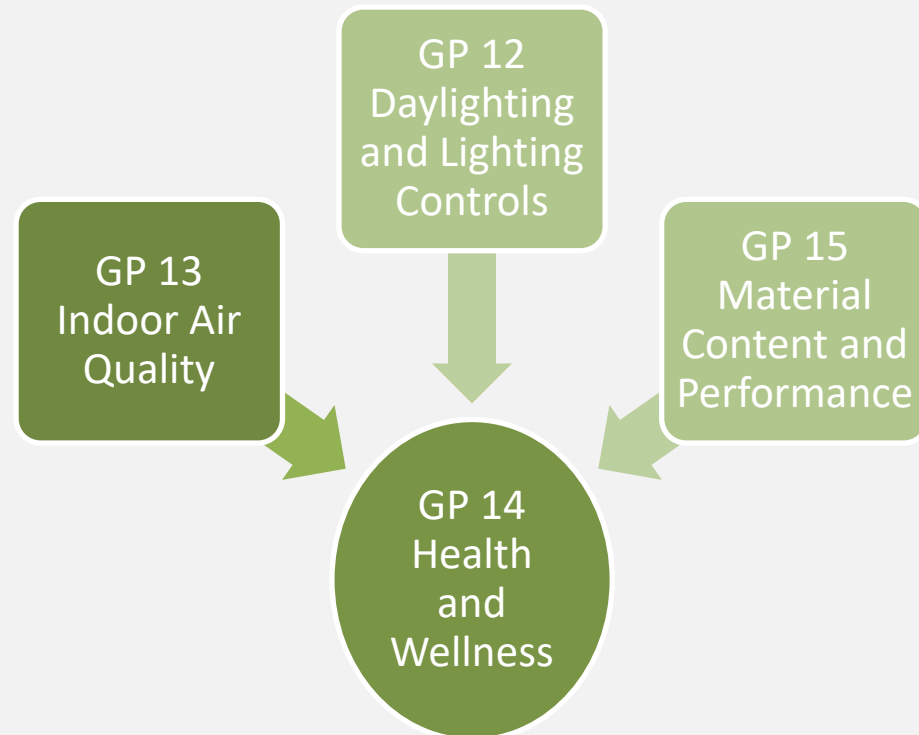 GP 12
Daylighting
and Lighting
Controls
GP 13
Indoor Air
Quality
GP 15
Material
Content and
Performance
GP 14
Health
and
Wellness